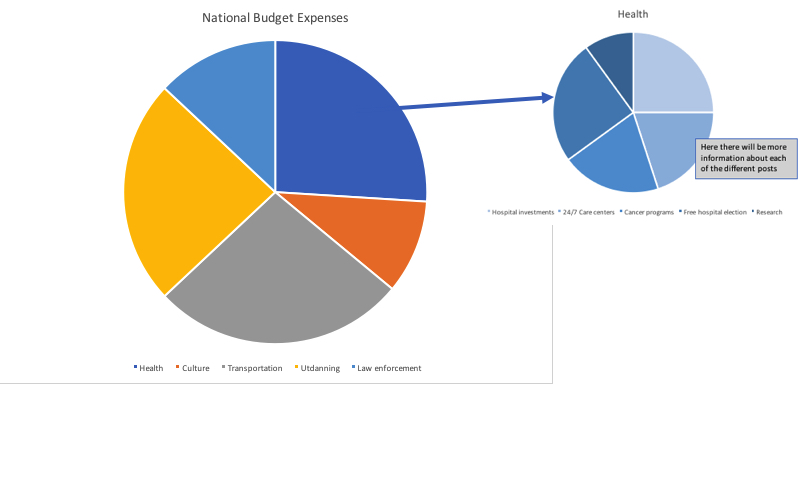 National Budget Expenses
Health
Here there will be more
information about each
of the different posts
Hospital investments 24/7 Care centers Cancer programs Free hospital election Research
Health Culture Transportation Utdanning Law enforcement